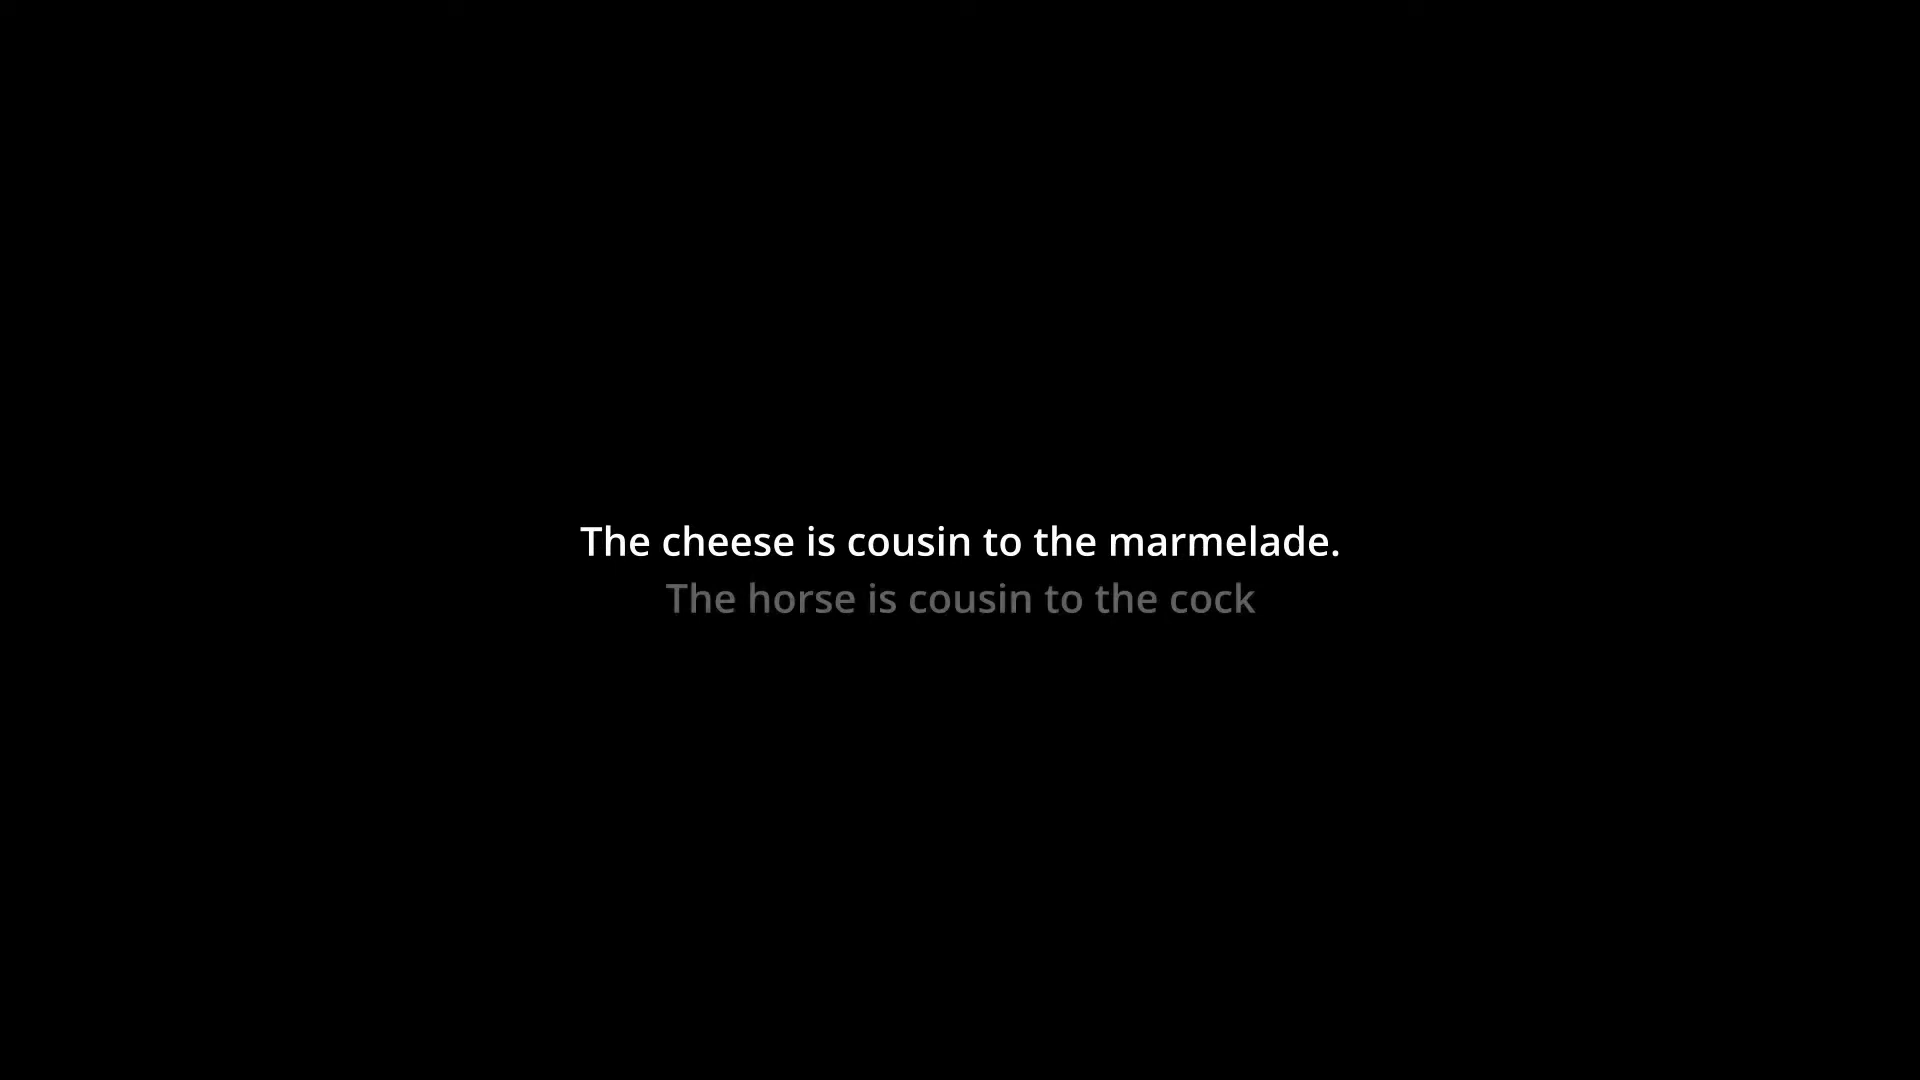 The cheese is cousin to the marmelade.
The horse is cousin to the cock